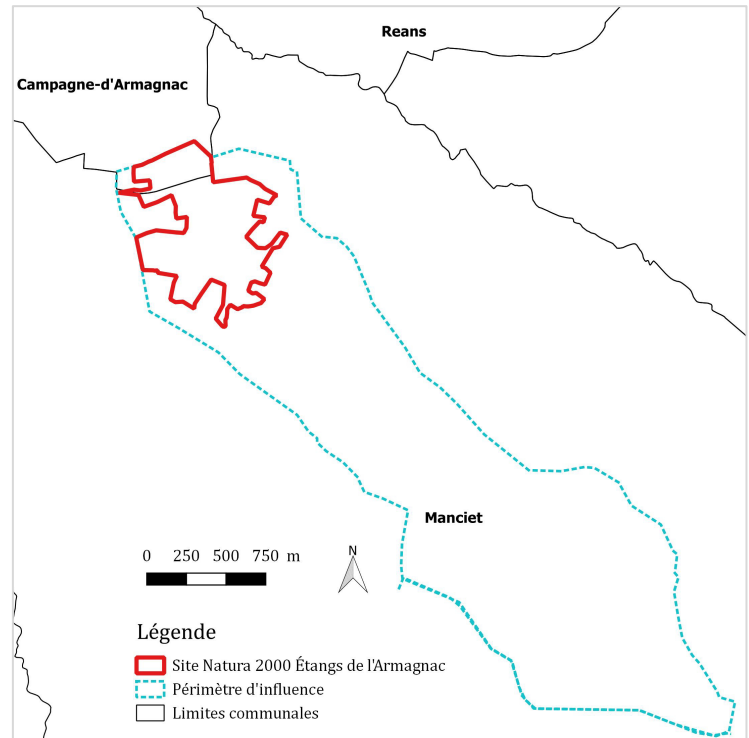 Reans
Campagne-d'Armagnac
Manciet
0 250 500 750 m
N
Légende
Site Natura 2000 Étangs de l'Armagnac
Périmètre d'influence
Limites communales